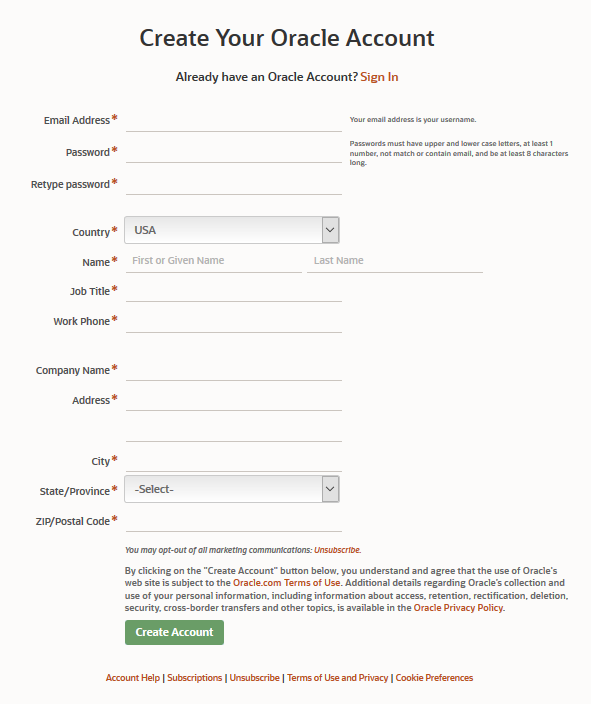 Create Your Oracle Account
Already have an Oracle Account? Sign In
Email Address*
Your email address is your username.
Password*
Passwords must have upper and lower case letters, at least 1
number, not match or contain email, and be at least 8 characters
long.
Retype password*
Country* USA
Name* First or Given Name Last Name
Job Title*
Work Phone*
Company Name*
Address*
City*
State/Province* -Select-
ZIP/Postal Code*
You may opt-out of all marketing communications: Unsubscribe.
By clicking on the "Create Account" button below, you understand and agree that the use of Oracle's
web site is subject to the Oracle.com Terms of Use. Additional details regarding Oracle's collection and
use of your personal information, including information about access, retention, rectification, deletion,
security, cross-border transfers and other topics, is available in the Oracle Privacy Policy.
Create Account
Account Help | Subscriptions | Unsubscribe | Terms of Use and Privacy | Cookie Preferences